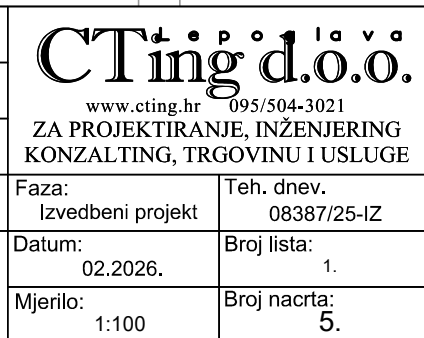 Lepoglava
CTing d.o.o.
www.cting.hr 095/504-3021
ZA PROJEKTIRANJE, INŽENJERING
KONZALTING, TRGOVINU I USLUGE
Faza:
Izvedbeni projekt
Teh. dnev.
08387/25-IZ
Datum:
02.2026.
Broj lista:
1.
Mjerilo:
1:100
Broj nacrta:
5.